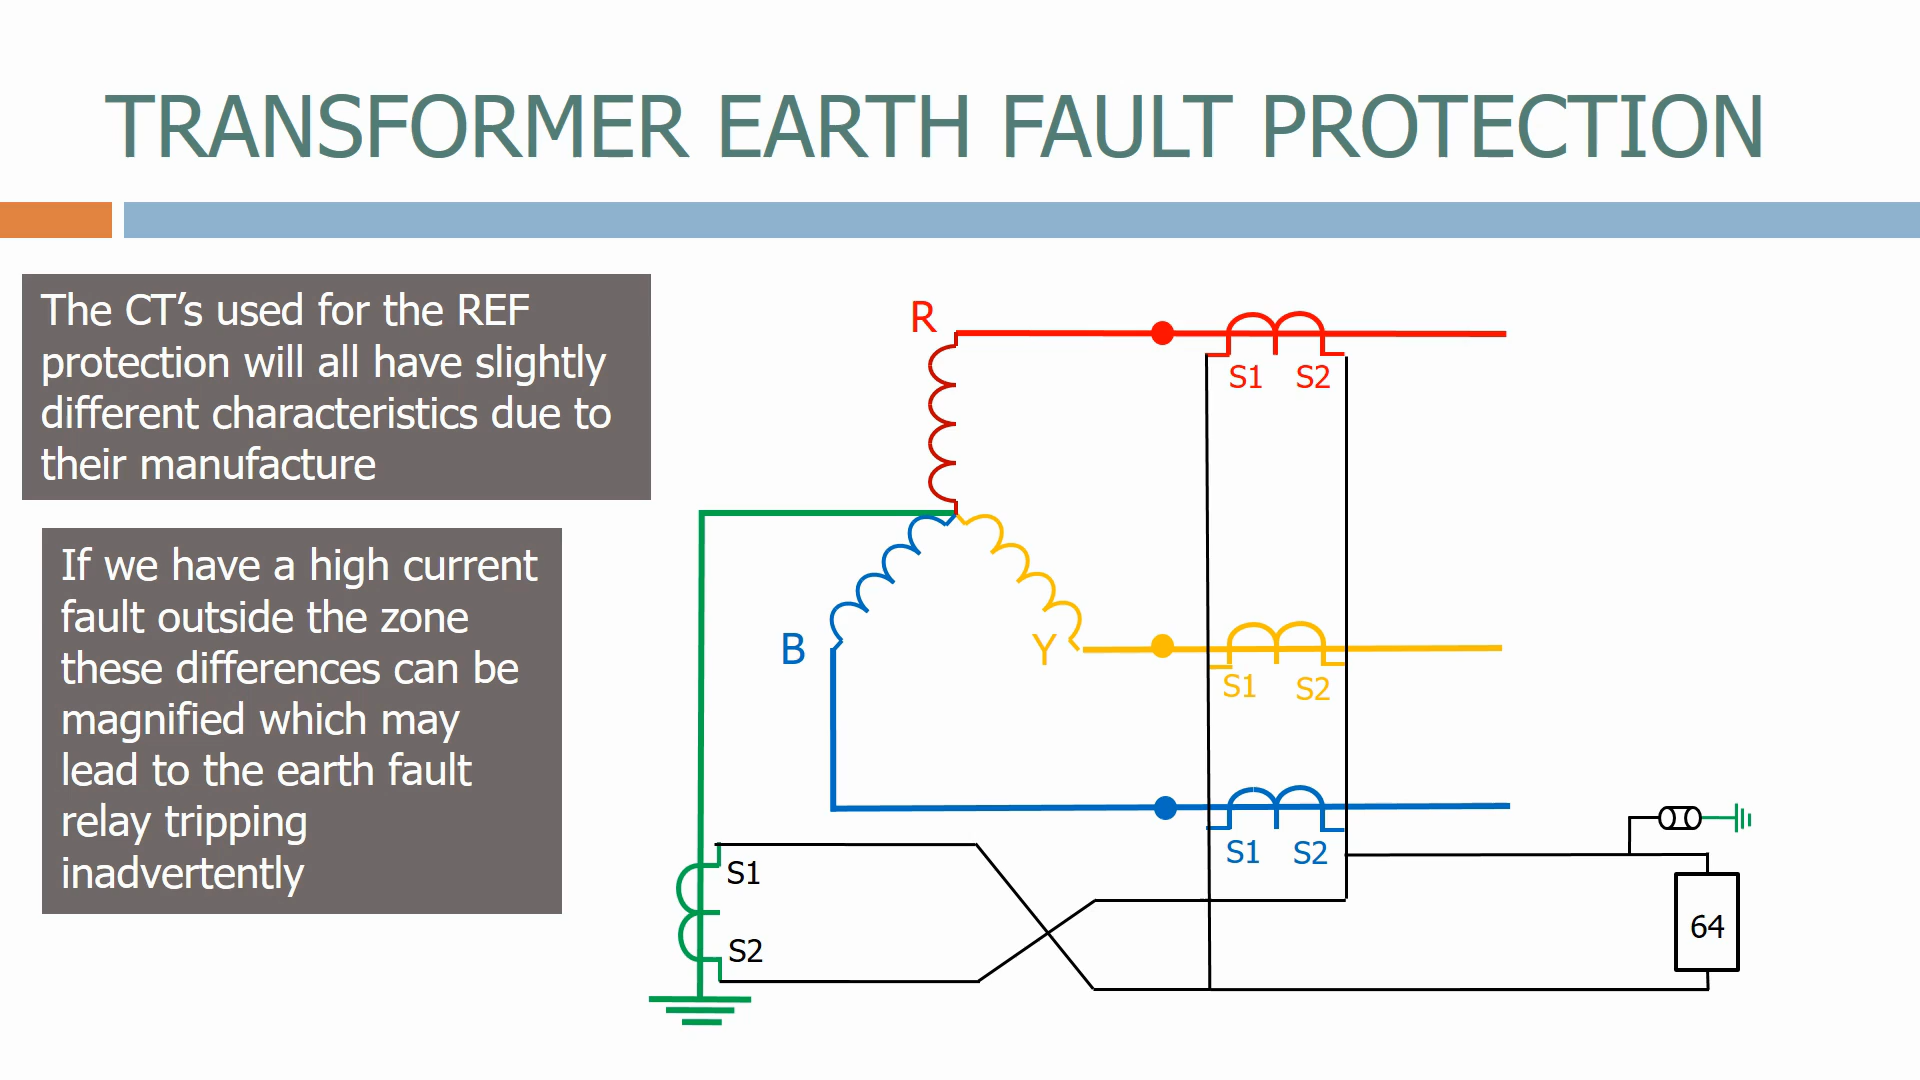 TRANSFORMER EARTH FAULT PROTECTION
The CT’s used for the REF
protection will all have slightly
different characteristics due to
their manufacture
If we have a high current
fault outside the zone
these differences can be
magnified which may
lead to the earth fault
relay tripping
inadvertently
R
S1 S2
B
Y
S1 S2
S1 S2
S1
S2
64